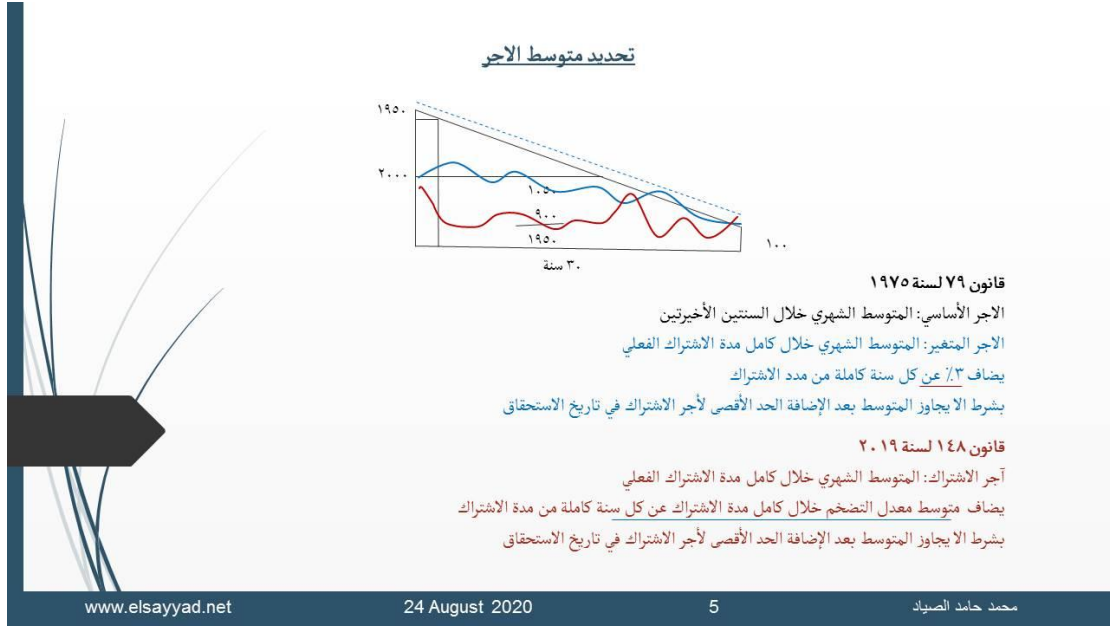 تحديد متوسط الاجر
١٩٥٠
٢٠٠٠
١٠٥٠
٩٠٠
١٩٥٠
١٠٠
٣٠ سنة
قانون ٧٩ لسنة ١٩٧٥
الاجر الأساسي: المتوسط الشهري خلال السنتين الأخيرتين
الاجر المتغير: المتوسط الشهري خلال كامل مدة الاشتراك الفعلي
يضاف ٣٪ عن كل سنة كاملة من مدد الاشتراك
بشرط الا يجاوز المتوسط بعد الإضافة الحد الأقصى لأجر الاشتراك في تاريخ الاستحقاق
قانون ١٤٨ لسنة ٢٠١٩
آجر الاشتراك: المتوسط الشهري خلال كامل مدة الاشتراك الفعلي
يضاف متوسط معدل التضخم خلال كامل مدة الاشتراك عن كل سنة كاملة من مدة الاشتراك
بشرط الا يجاوز المتوسط بعد الإضافة الحد الأقصى لأجر الاشتراك في تاريخ الاستحقاق
www.elsayyad.net 24 August 2020 5 محمد حامد الصياد